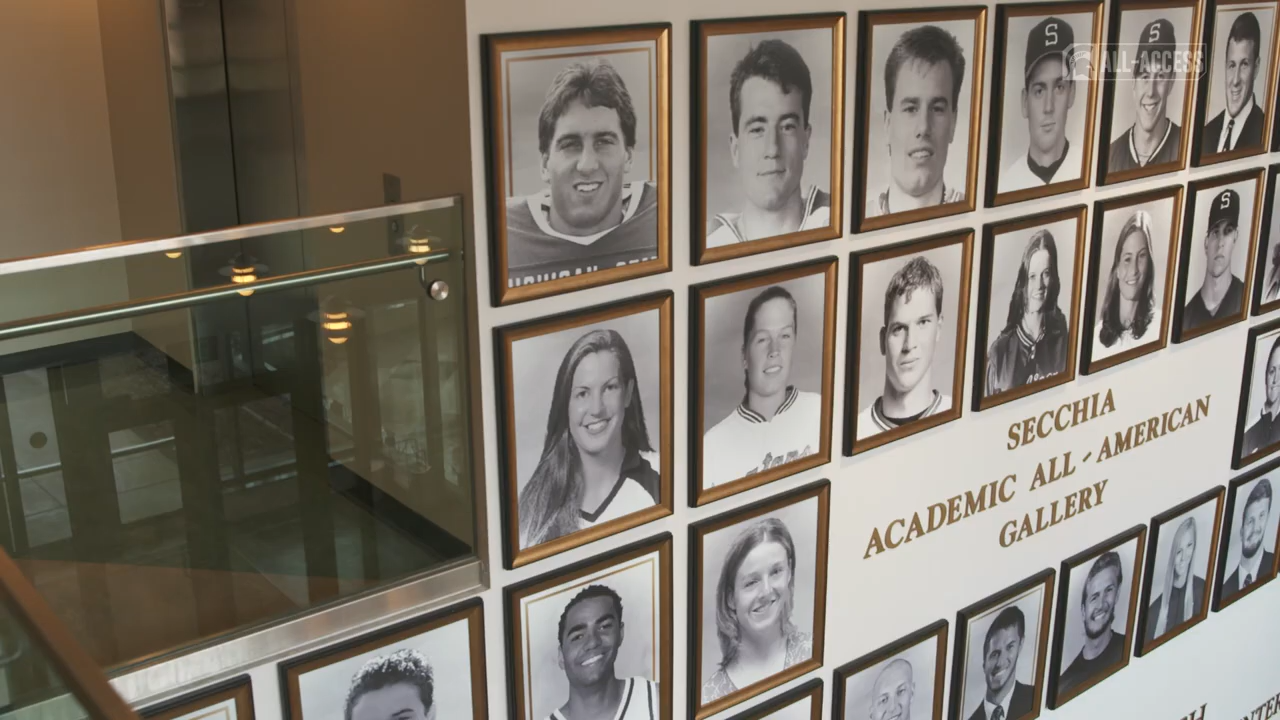 S
S
ALL-ACCESS
S
SECCHIA
ACADEMIC ALL-AMERICAN
GALLERY